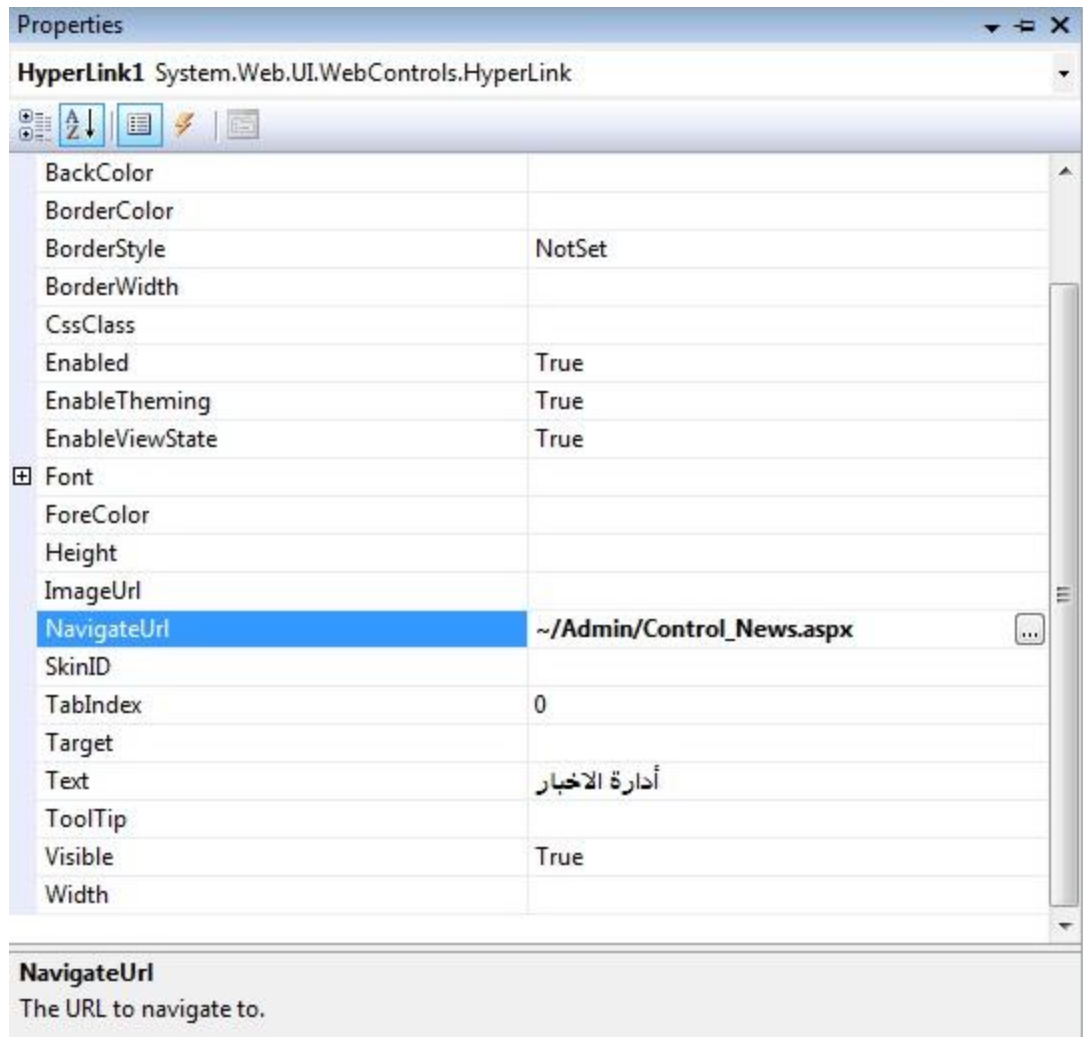 Properties
HyperLink1 System.Web.UI.WebControls.HyperLink
BackColor
BorderColor
BorderStyle NotSet
BorderWidth
CssClass
Enabled True
EnableTheming True
EnableViewState True
Font
ForeColor
Height
ImageUrl
NavigateUrl ~/Admin/Control_News.aspx ...
SkinID
TabIndex 0
Target
Text أدارة الاخبار
ToolTip
Visible True
Width
NavigateUrl
The URL to navigate to.